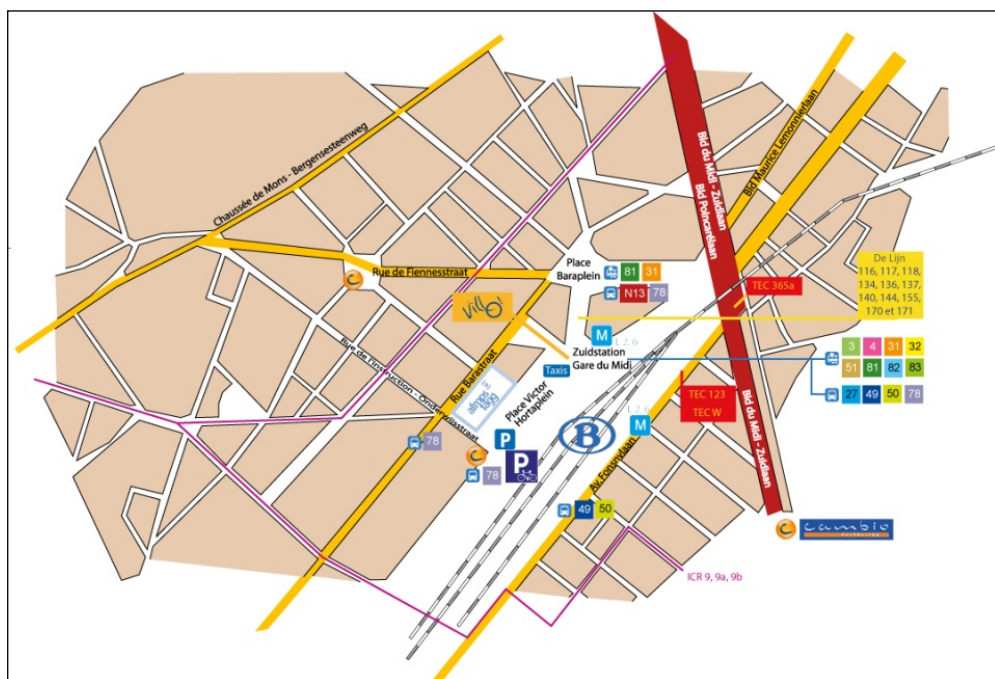 Chaussée de Mons - Bergensesteenweg
Bld du Midi - Zuidlaan
Bld Poincarélaan
Bld Maurice Lemonnierlaan
De Lijn
116, 117, 118,
134, 136, 137,
140, 144, 155,
170 et 171
TEC 365a
Place
Baraplein
81 31
N13 78
Rue de Fiennesstraat
C
Villo!
M L 2, 6
Zuidstation
Gare du Midi
Taxis
3 4 31 32
51 81 82 83
27 49 50 78
Rue de l'instruction - Onderwijsstraat
Rue Barastraat
Place Victor
Hortaplein
TEC 123
TEC W
L 2, 6
M
B
P
P
78
C
78
Av. Fonsnylaan
Bld du Midi - Zuidlaan
49 50
C cambio
ICR 9, 9a, 9b